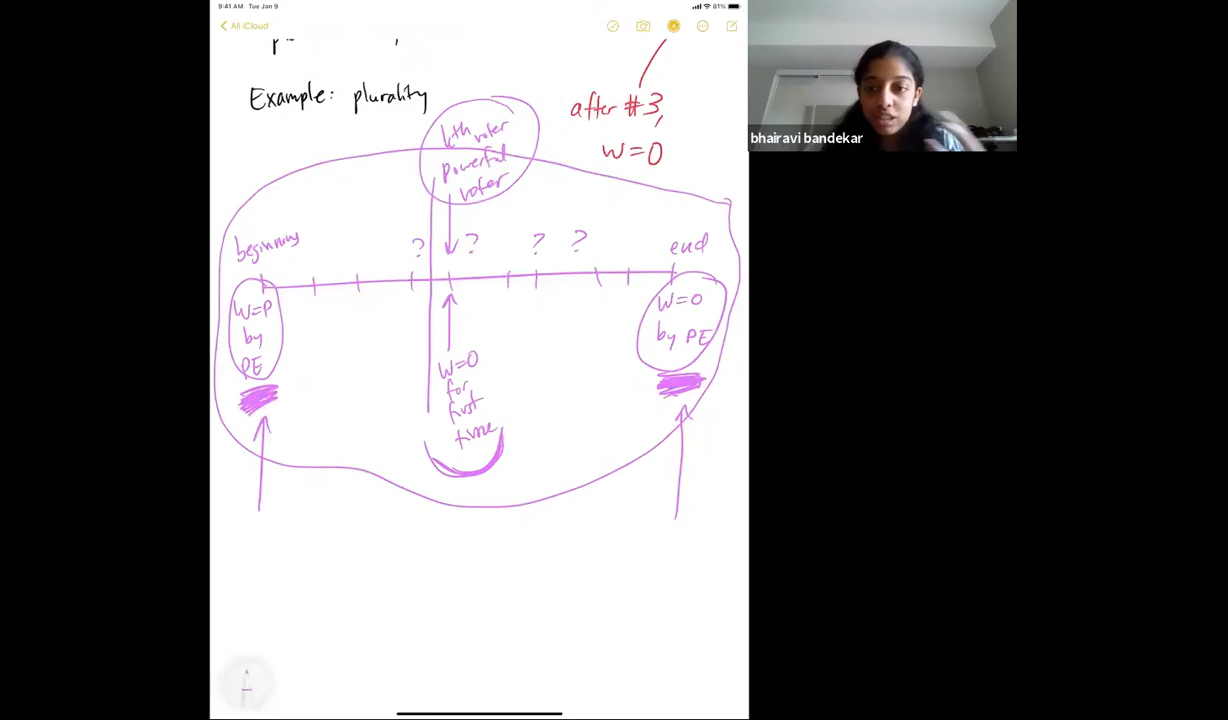 9:41 AM Tue Jan 9
81%
All iCloud
Example: plurality
after #3,
w=0
kth voter
powerful
voter
bhairavi bandekar
beginning
?
?
?
?
end
W=P
by
PE
W=0
for
first
time
W=0
by PE